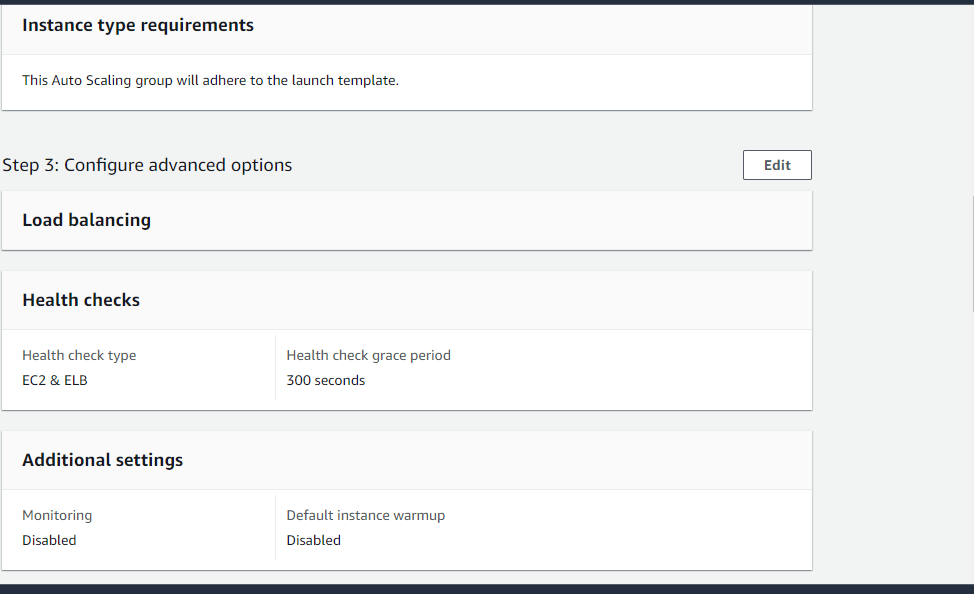 Instance type requirements
This Auto Scaling group will adhere to the launch template.
Step 3: Configure advanced options
Edit
Load balancing
Health checks
Health check type
EC2 & ELB
Health check grace period
300 seconds
Additional settings
Monitoring
Disabled
Default instance warmup
Disabled